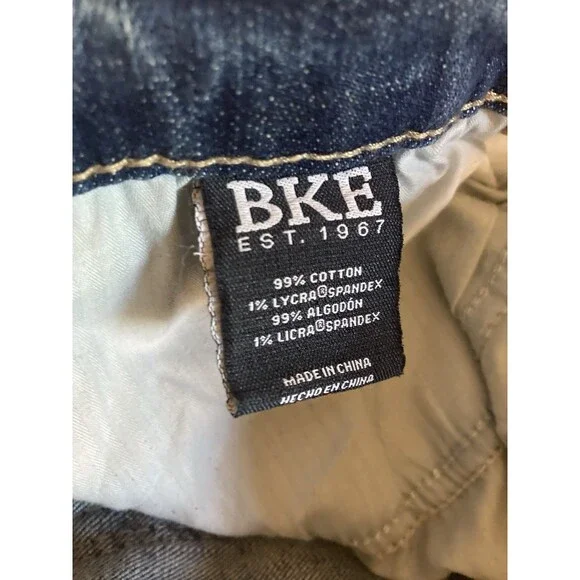 BKE
EST. 1967
99% COTTON
1% LYCRA®SPANDEX
99% ALGODÓN
1% LICRA®SPANDEX
MADE IN CHINA
HECHO EN CHINA